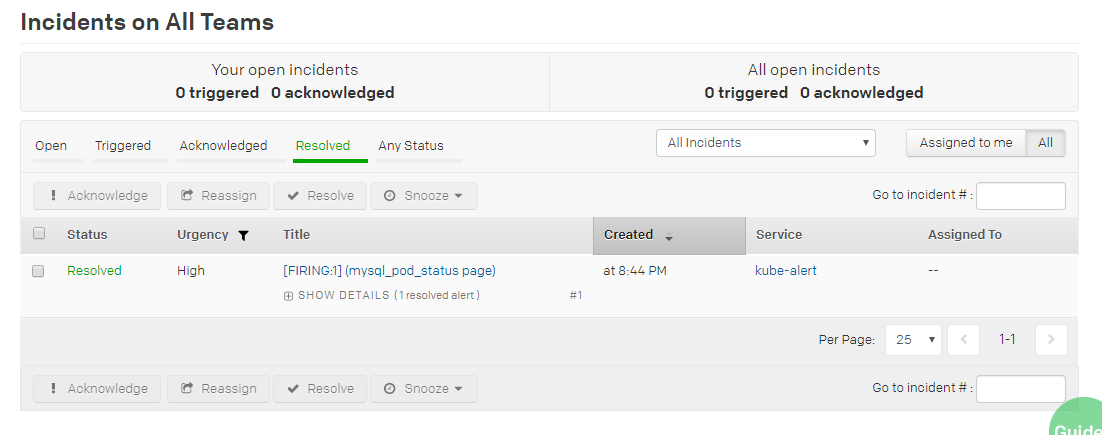 Incidents on All Teams
Your open incidents
0 triggered 0 acknowledged
All open incidents
0 triggered 0 acknowledged
Open Triggered Acknowledged Resolved Any Status All Incidents Assigned to me All
Acknowledge Reassign Resolve Snooze Go to incident # :
Status Urgency Title Created Service Assigned To
Resolved High [FIRING:1] (mysql_pod_status page) at 8:44 PM kube-alert --
SHOW DETAILS (1 resolved alert) #1
Per Page: 25 1-1
Acknowledge Reassign Resolve Snooze Go to incident # :
Guide